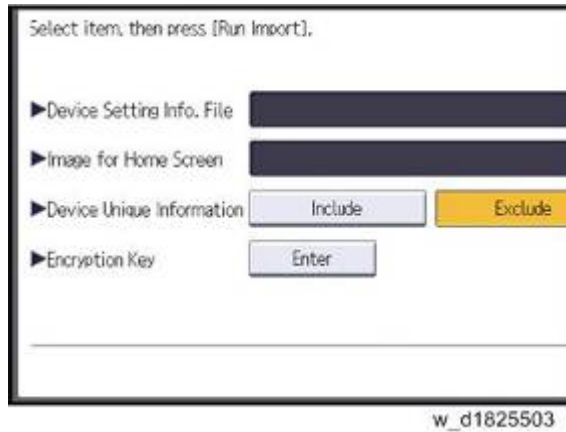 Select item, then press [Run Import].
►Device Setting Info. File
►Image for Home Screen
►Device Unique Information Include Exclude
►Encryption Key Enter
w_d1825503